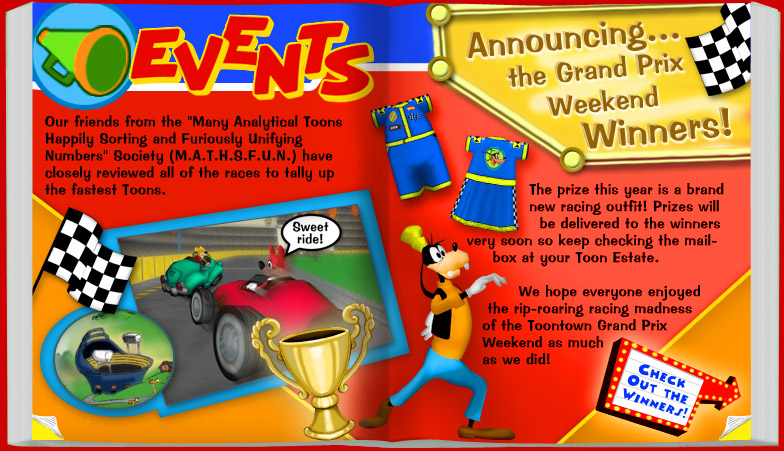 EVENTS
Our friends from the "Many Analytical Toons
Happily Sorting and Furiously Unifying
Numbers" Society (M.A.T.H.S.F.U.N.) have
closely reviewed all of the races to tally up
the fastest Toons.
Sweet
ride!
Announcing...
the Grand Prix
Weekend
Winners!
The prize this year is a brand
new racing outfit! Prizes will
be delivered to the winners
very soon so keep checking the mail-
box at your Toon Estate.
We hope everyone enjoyed
the rip-roaring racing madness
of the Toontown Grand Prix
Weekend as much
as we did!
CHECK
OUT THE
WINNERS!